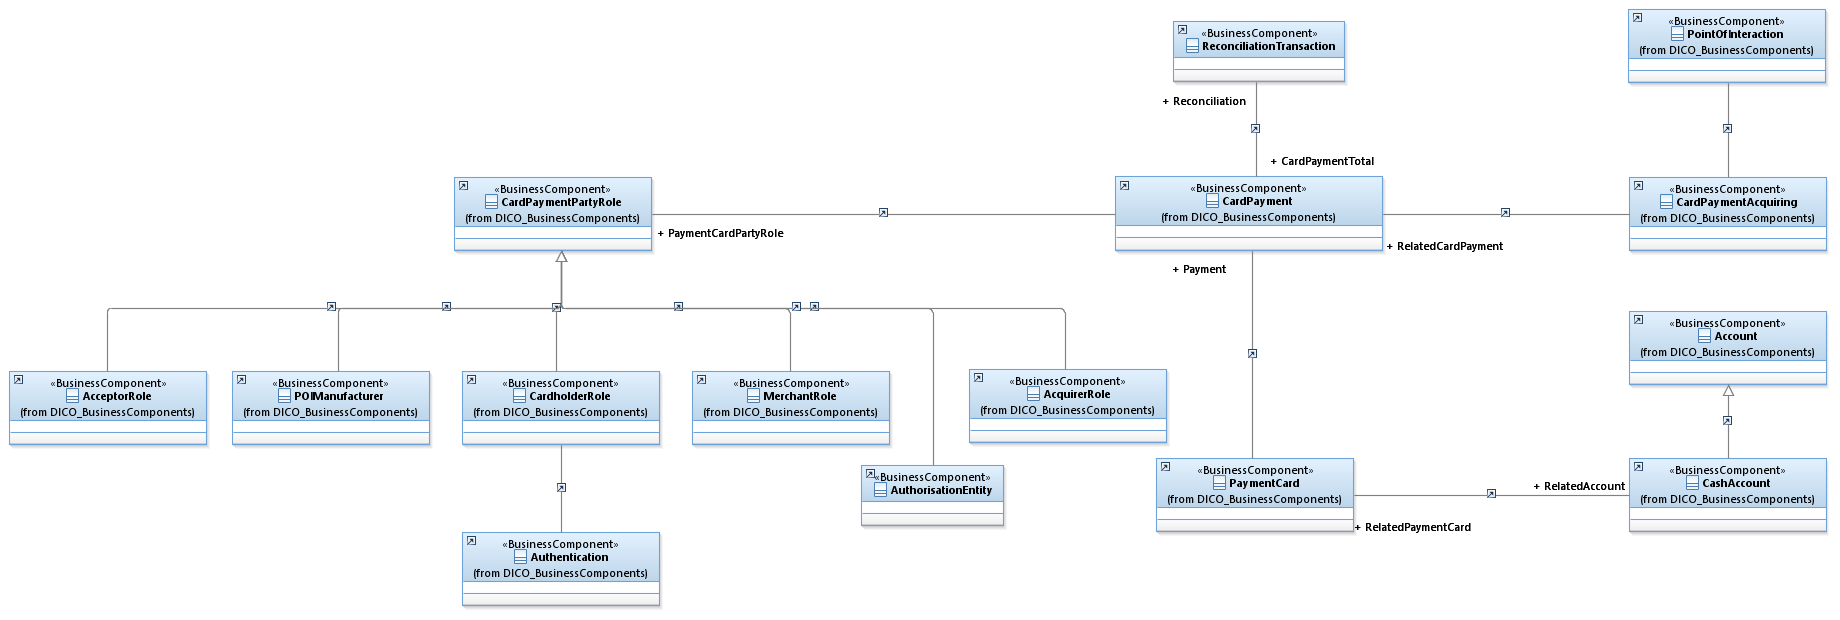 «BusinessComponent»
ReconciliationTransaction
«BusinessComponent»
PointOfInteraction
(from DICO_BusinessComponents)
+ Reconciliation
+ CardPaymentTotal
«BusinessComponent»
CardPaymentPartyRole
(from DICO_BusinessComponents)
+ PaymentCardPartyRole
«BusinessComponent»
CardPayment
(from DICO_BusinessComponents)
+ RelatedCardPayment
+ Payment
«BusinessComponent»
CardPaymentAcquiring
(from DICO_BusinessComponents)
«BusinessComponent»
Account
(from DICO_BusinessComponents)
«BusinessComponent»
AcceptorRole
(from DICO_BusinessComponents)
«BusinessComponent»
POIManufacturer
(from DICO_BusinessComponents)
«BusinessComponent»
CardholderRole
(from DICO_BusinessComponents)
«BusinessComponent»
MerchantRole
(from DICO_BusinessComponents)
«BusinessComponent»
AcquirerRole
(from DICO_BusinessComponents)
«BusinessComponent»
AuthorisationEntity
«BusinessComponent»
PaymentCard
(from DICO_BusinessComponents)
+ RelatedAccount
+ RelatedPaymentCard
«BusinessComponent»
CashAccount
(from DICO_BusinessComponents)
«BusinessComponent»
Authentication
(from DICO_BusinessComponents)